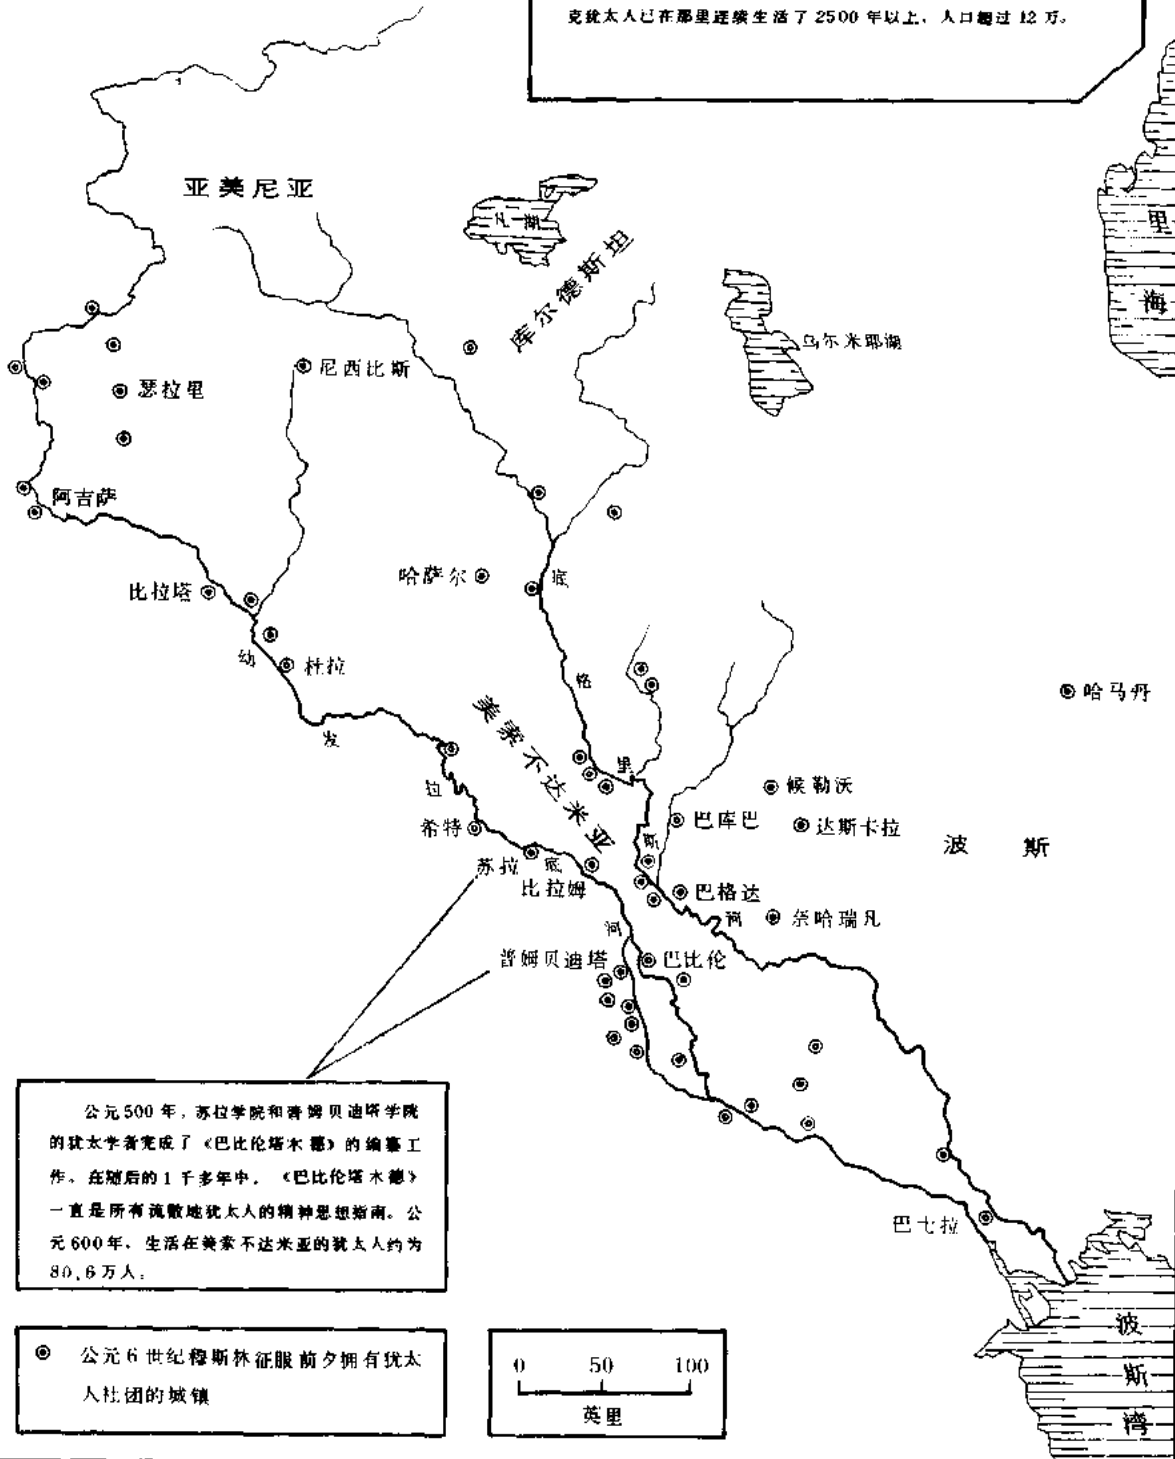 克犹太人已在那里连续生活了2500年以上，人口超过12万。
亚美尼亚
凡湖
库尔德斯坦
里海
乌尔米耶湖
尼西比斯
瑟拉里
阿吉萨
比拉塔
哈萨尔
底格里斯河
幼发拉底河
杜拉
哈马丹
美索不达米亚
候勒沃
希特
巴库巴
达斯卡拉
波斯
苏拉
比拉姆
巴格达
奈哈瑞凡
普姆贝迪塔
巴比伦
公元500年，苏拉学院和普姆贝迪塔学院
的犹太学者完成了《巴比伦塔木德》的编纂工
作。在随后的1千多年中，《巴比伦塔木德》
一直是所有流散地犹太人的精神思想指南。公
元600年，生活在美索不达米亚的犹太人约为
80.6万人。
巴士拉
波斯湾
公元6世纪穆斯林征服前夕拥有犹太
人社团的城镇
0 50 100
英里